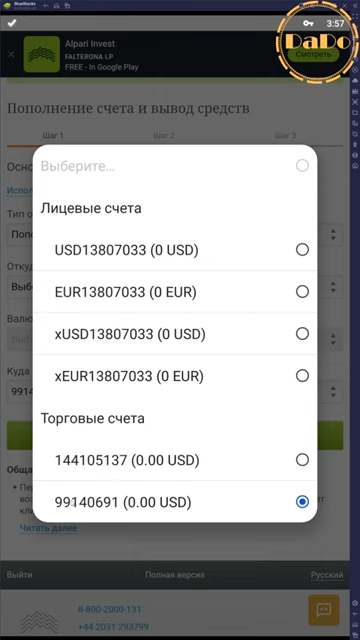 BlueStacks
3:57
DaDo
Alpari Invest
FALTERONA LP
FREE - In Google Play
Смотреть
Пополнение счета и вывод средств
Шаг 1
Шаг 2
Шаг 3
Выберите...
Лицевые счета
USD13807033 (0 USD)
EUR13807033 (0 EUR)
xUSD13807033 (0 USD)
xEUR13807033 (0 EUR)
Торговые счета
144105137 (0.00 USD)
99140691 (0.00 USD)
Читать далее
Выйти
Полная версия
Русский
8-800-2000-131
+44 2031 293799